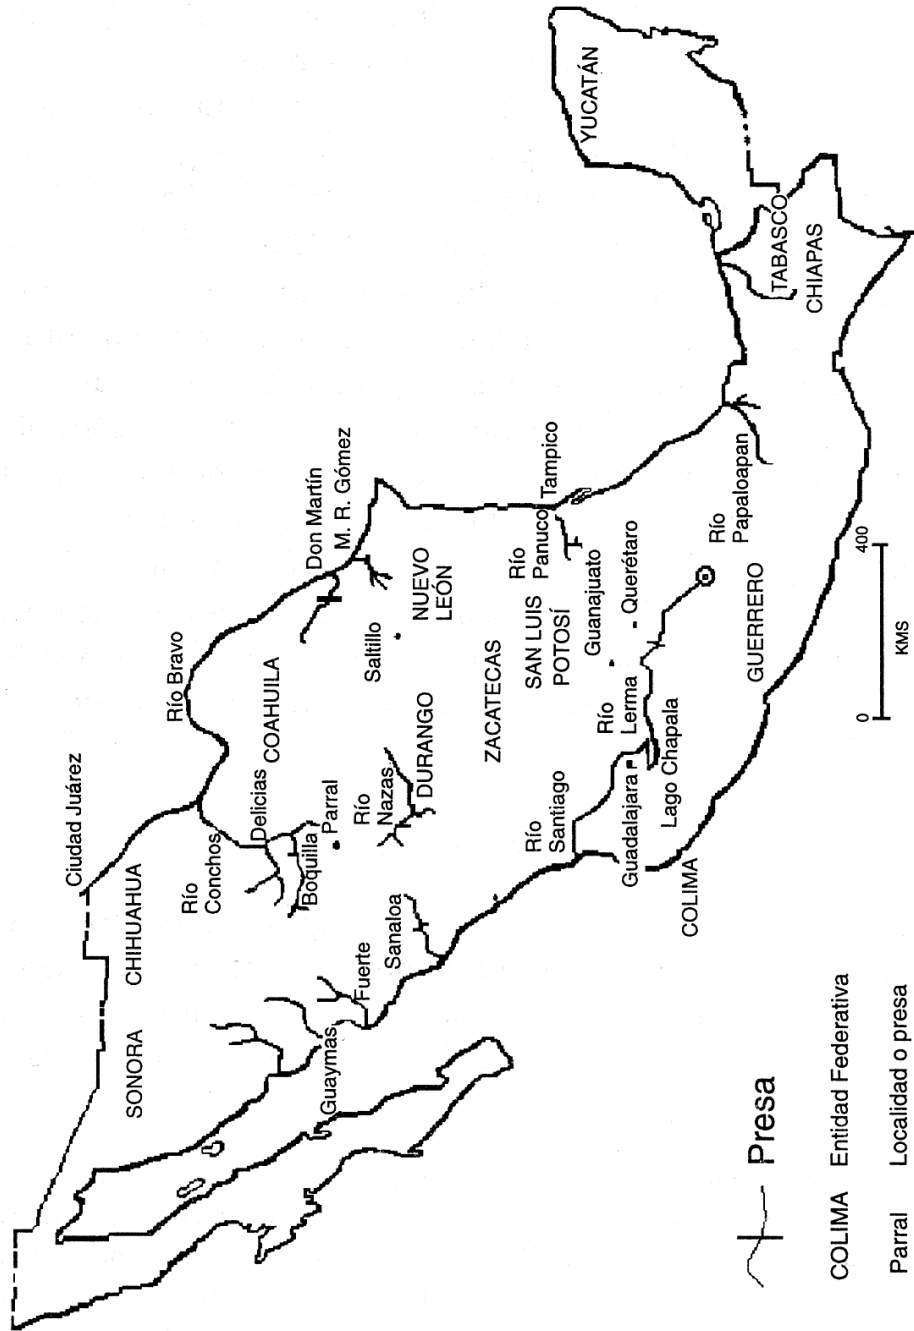 Ciudad Juárez
SONORA
CHIHUAHUA
Río
Conchos
Río Bravo
Delicias
COAHUILA
Boquilla
Parral
Guaymas
Fuerte
Sanaloa
Río
Nazas
DURANGO
Saltillo
Don Martín
M. R. Gómez
NUEVO
LEÓN
ZACATECAS
SAN LUIS
POTOSÍ
Río
Panuco
Tampico
Río
Santiago
Guanajuato
Querétaro
Río
Lerma
Guadalajara
Lago Chapala
COLIMA
GUERRERO
Río
Papaloapan
YUCATÁN
TABASCO
CHIAPAS
Presa
COLIMA Entidad Federativa
Parral Localidad o presa
0 400
KMS